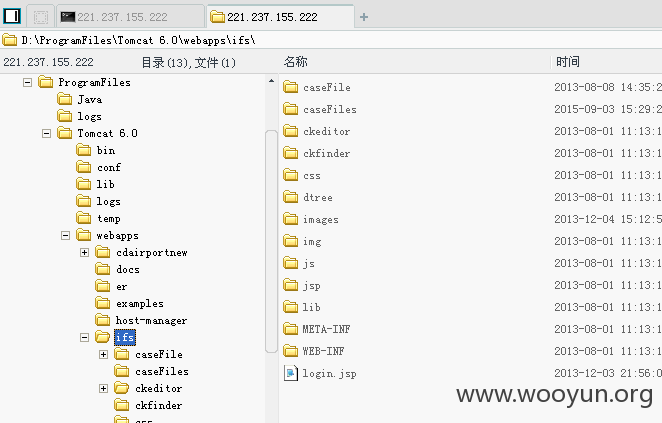 221.237.155.222
221.237.155.222
D:\ProgramFiles\Tomcat 6.0\webapps\ifs\
221.237.155.222
目录(13),文件(1)
名称
时间
ProgramFiles
Java
logs
Tomcat 6.0
bin
conf
lib
logs
temp
webapps
cdairportnew
docs
er
examples
host-manager
ifs
caseFile
caseFiles
ckeditor
ckfinder
caseFile 2013-08-08 14:35:2
caseFiles 2015-09-03 15:29:2
ckeditor 2013-08-01 11:13:1
ckfinder 2013-08-01 11:13:1
css 2013-08-01 11:13:1
dtree 2013-08-01 11:13:1
images 2013-12-04 15:12:5
img 2013-08-01 11:13:1
js 2013-08-01 11:13:1
jsp 2013-08-01 11:13:1
lib 2013-08-01 11:13:1
META-INF 2013-08-01 11:13:1
WEB-INF 2013-08-01 11:13:1
login.jsp 2013-12-03 21:56:0
www.wooyun.org